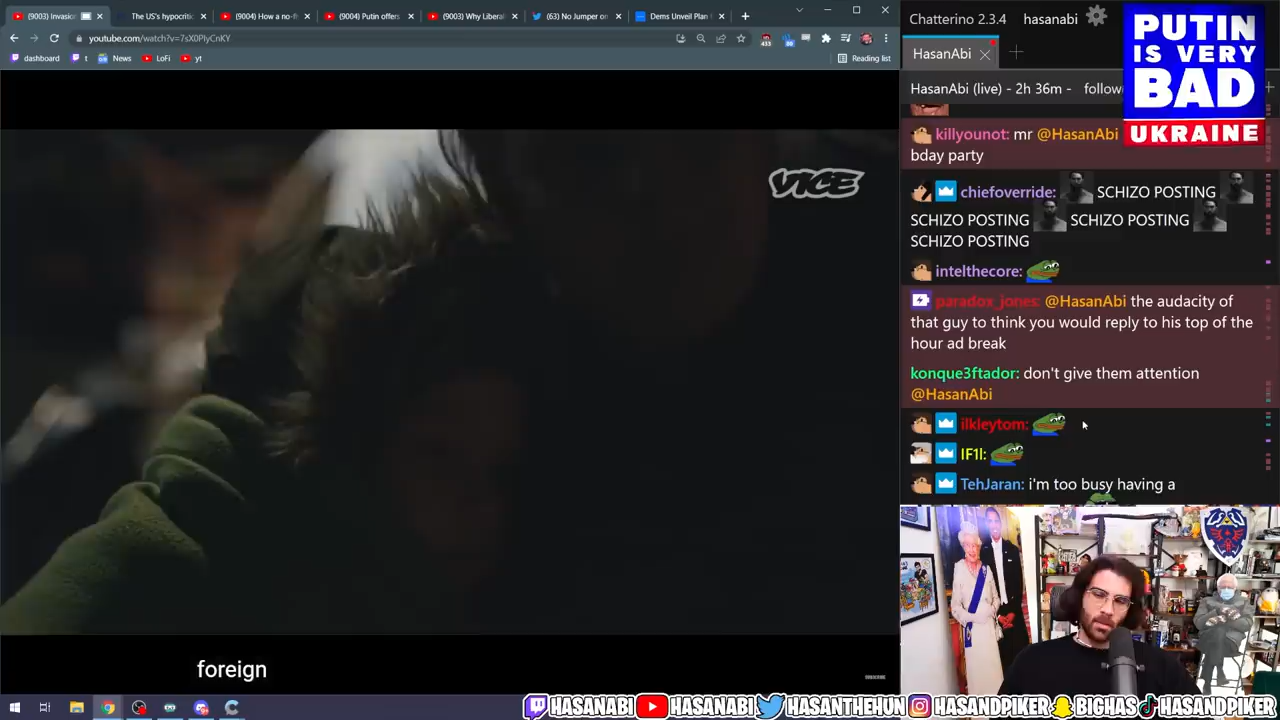 (9003) Invasio
The US's hypocriti
(9004) How a no-fl
(9004) Putin offers
(9003) Why Liberal
(63) No Jumper on
Dems Unveil Plan
youtube.com/watch?v=7sX0PIyCnKY
433
80
dashboard
t
News
LoFi
yt
Reading list
VICE
foreign
SUBSCRIBE
Chatterino 2.3.4
hasanabi
HasanAbi
HasanAbi (live) - 2h 36m -
follow
PUTIN
IS VERY
BAD
UKRAINE
killyounot: mr @HasanAbi
bday party
chiefoverride: SCHIZO POSTING
SCHIZO POSTING SCHIZO POSTING
SCHIZO POSTING
intelthecore:
paradox_jones: @HasanAbi the audacity of
that guy to think you would reply to his top of the
hour ad break
konque3ftador: don't give them attention
@HasanAbi
ilkleytom:
IF1l:
TehJaran: i'm too busy having a
HASANABI HASANABI HASANTHEHUN HASANDPIKER BIGHAS HASANDPIKER